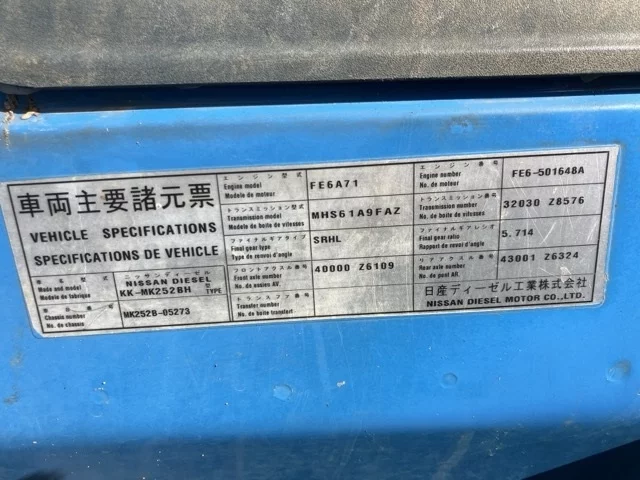 車両主要諸元票
VEHICLE SPECIFICATIONS
SPECIFICATIONS DE VEHICLE
Make and model
Modele de fabrique
ニッサンディーゼル
NISSAN DIESEL
KK-MK252BH 型
TYPE
Chassis number
No. de chassis
MK252B-05273
エンジン型式
Engine model
Modele de moteur
FE6A71
トランスミッション型式
Transmission model
Modele de boite de vitesses
MHS61A9FAZ
ファイナルギアタイプ
Final gear type
Type de renvoi d'angle
SRHL
フロントアクスル番号
Front axle number
No. de essieu AV.
40000 Z6109
トランスファ番号
Transfer number
No. de boite transfert
エンジン番号
Engine number
No. de moteur
FE6-501648A
トランスミッション番号
Transmission number
No. de boite de vitesses
32030 Z8576
ファイナルギアレシオ
Final gear ratio
Rapport de renvoi d'angle
5.714
リアアクスル番号
Rear axle number
No. de pont AR.
43001 Z6324
日産ディーゼル工業株式会社
NISSAN DIESEL MOTOR CO.,LTD.